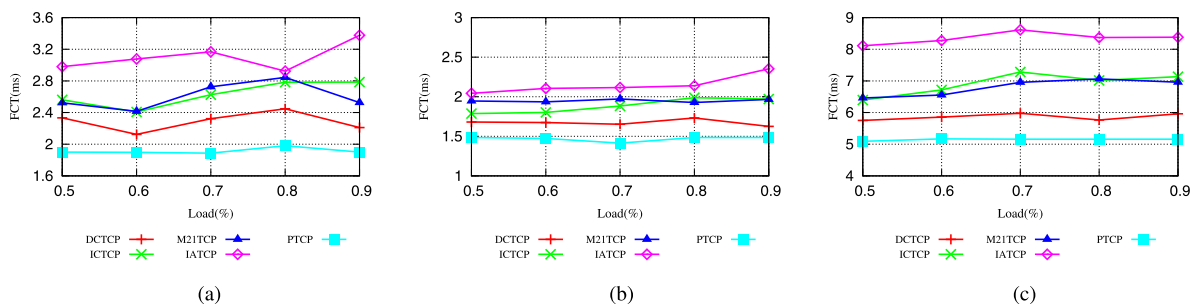 3.6
3.2
2.8
2.4
2
1.6
FCT(ms)
0.5 0.6 0.7 0.8 0.9
Load(%)
DCTCP M21TCP PTCP
ICTCP IATCP
(a)
3
2.5
2
1.5
1
FCT(ms)
0.5 0.6 0.7 0.8 0.9
Load(%)
DCTCP M21TCP PTCP
ICTCP IATCP
(b)
9
8
7
6
5
4
FCT(ms)
0.5 0.6 0.7 0.8 0.9
Load(%)
DCTCP M21TCP PTCP
ICTCP IATCP
(c)